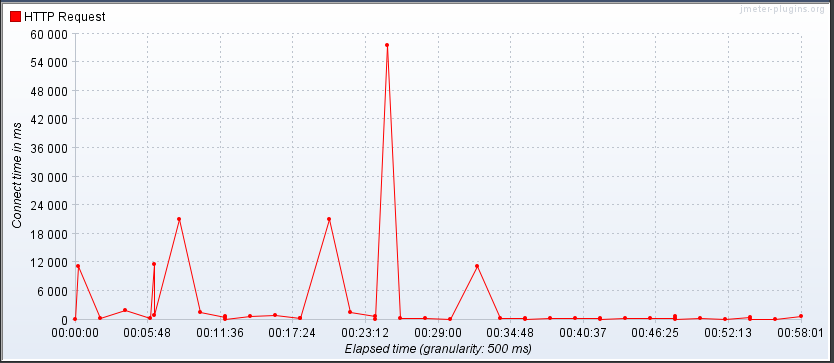 HTTP Request
jmeter-plugins.org
60 000
54 000
48 000
42 000
36 000
30 000
24 000
18 000
12 000
6 000
0
Connect time in ms
00:00:00 00:05:48 00:11:36 00:17:24 00:23:12 00:29:00 00:34:48 00:40:37 00:46:25 00:52:13 00:58:01
Elapsed time (granularity: 500 ms)